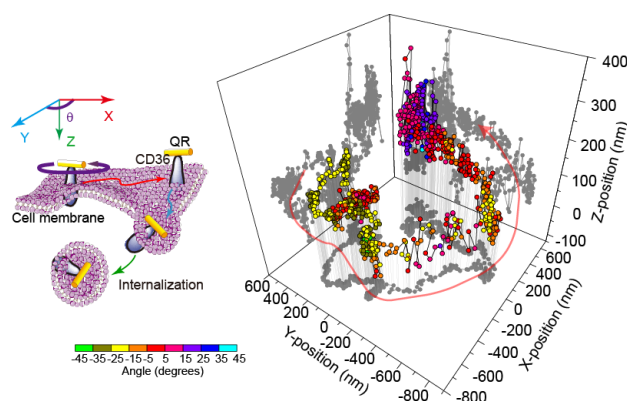 θ
X
Y
Z
QR
CD36
Cell membrane
Internalization
-45 -35 -25 -15 -5 5 15 25 35 45
Angle (degrees)
400
300
200
100
0
-100
Z-position (nm)
600
400
200
0
-200
-400
-600
-800
Y-position (nm)
600
400
200
0
-200
-400
-600
-800
X-position (nm)